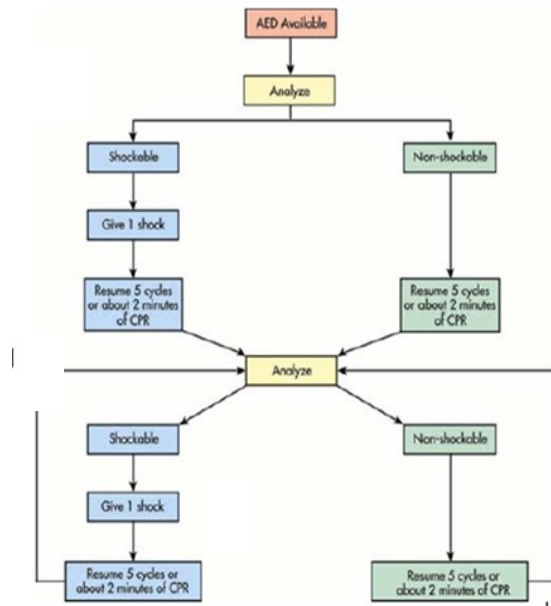 AED Available
Analyze
Shockable
Non-shockable
Give 1 shock
Resume 5 cycles
or about 2 minutes
of CPR
Resume 5 cycles
or about 2 minutes
of CPR
Analyze
Shockable
Non-shockable
Give 1 shock
Resume 5 cycles or
about 2 minutes of CPR
Resume 5 cycles or
about 2 minutes of CPR